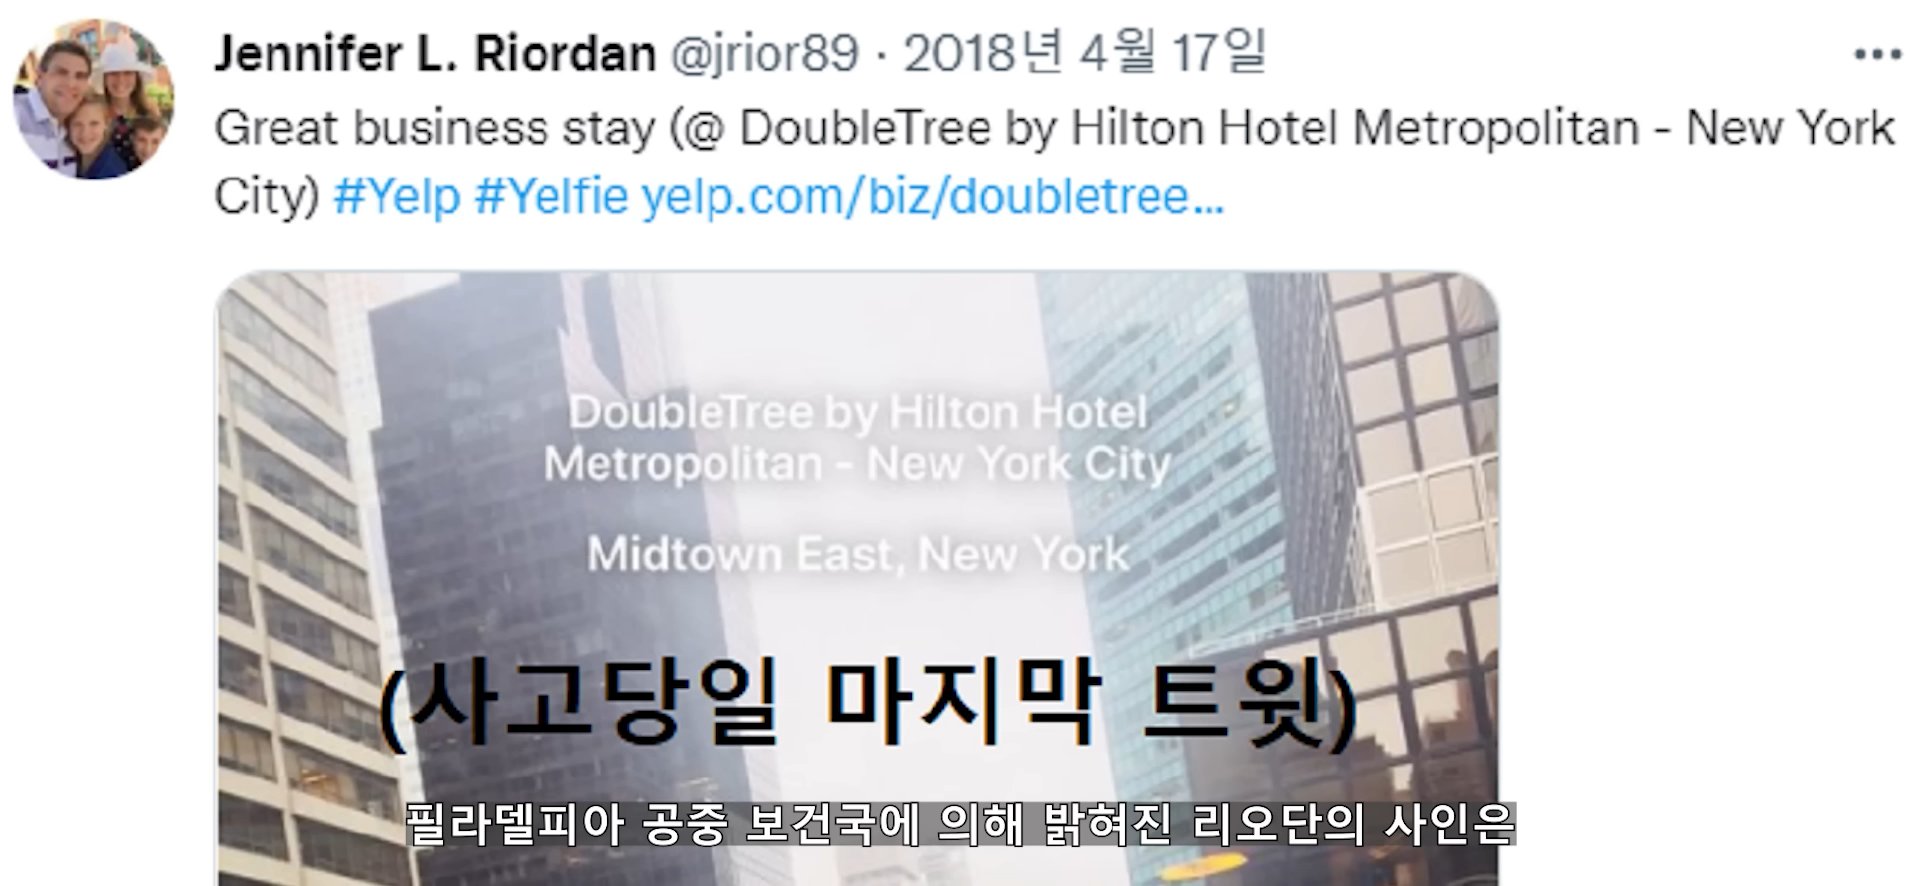 Jennifer L. Riordan @jrior89 · 2018년 4월 17일
Great business stay (@ DoubleTree by Hilton Hotel Metropolitan - New York
City) #Yelp #Yelfie yelp.com/biz/doubletree...
DoubleTree by Hilton Hotel
Metropolitan - New York City
Midtown East, New York
(사고당일 마지막 트윗)
필라델피아 공중 보건국에 의해 밝혀진 리오단의 사인은